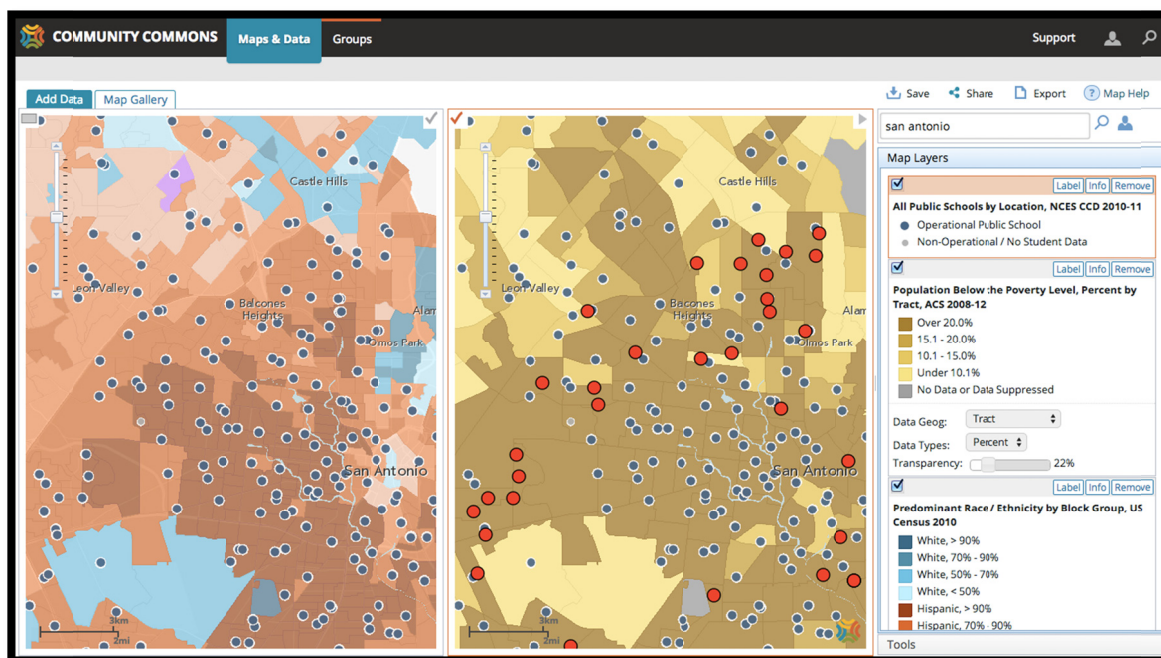 COMMUNITY COMMONS
Maps & Data
Groups
Support
Add Data
Map Gallery
Save
Share
Export
? Map Help
Castle Hills
Leon Valley
Balcones
Heights
Alam
Olmos Park
San Antonio
3km
2mi
Castle Hills
Leon Valley
Bacones
Heights
Alam
Olmos Park
San Antonio
3km
2mi
san antonio
Map Layers
Label Info Remove
All Public Schools by Location, NCES CCD 2010-11
Operational Public School
Non-Operational / No Student Data
Label Info Remove
Population Below :he Poverty Level, Percent by
Tract, ACS 2008-12
Over 20.0%
15.1 - 20.0%
10.1 - 15.0%
Under 10.1%
No Data or Data Suppressed
Data Geog: Tract
Data Types: Percent
Transparency: 22%
Label Info Remove
Predominant Race/ Ethnicity by Block Group, US
Census 2010
White, > 90%
White, 70% - 90%
White, 50% - 70%
White, < 50%
Hispanic, > 90%
Hispanic, 70% - 90%
Tools